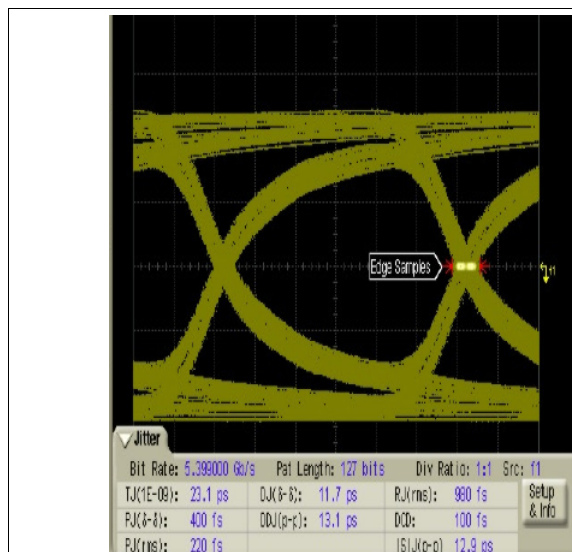 Edge Samples
f1
Jitter
Bit Rate: 5.399000 Gb/s Pat Length: 127 bits Div Ratio: 1:1 Src: f1
TJ(1E-09): 23.1 ps DJ(δ-δ): 11.7 ps RJ(rms): 980 fs
Setup & Info
PJ(δ-δ): 400 fs DDJ(p-p): 13.1 ps DCD: 100 fs
PJ(rms): 220 fs ISIJ(p-p) 12.9 ps